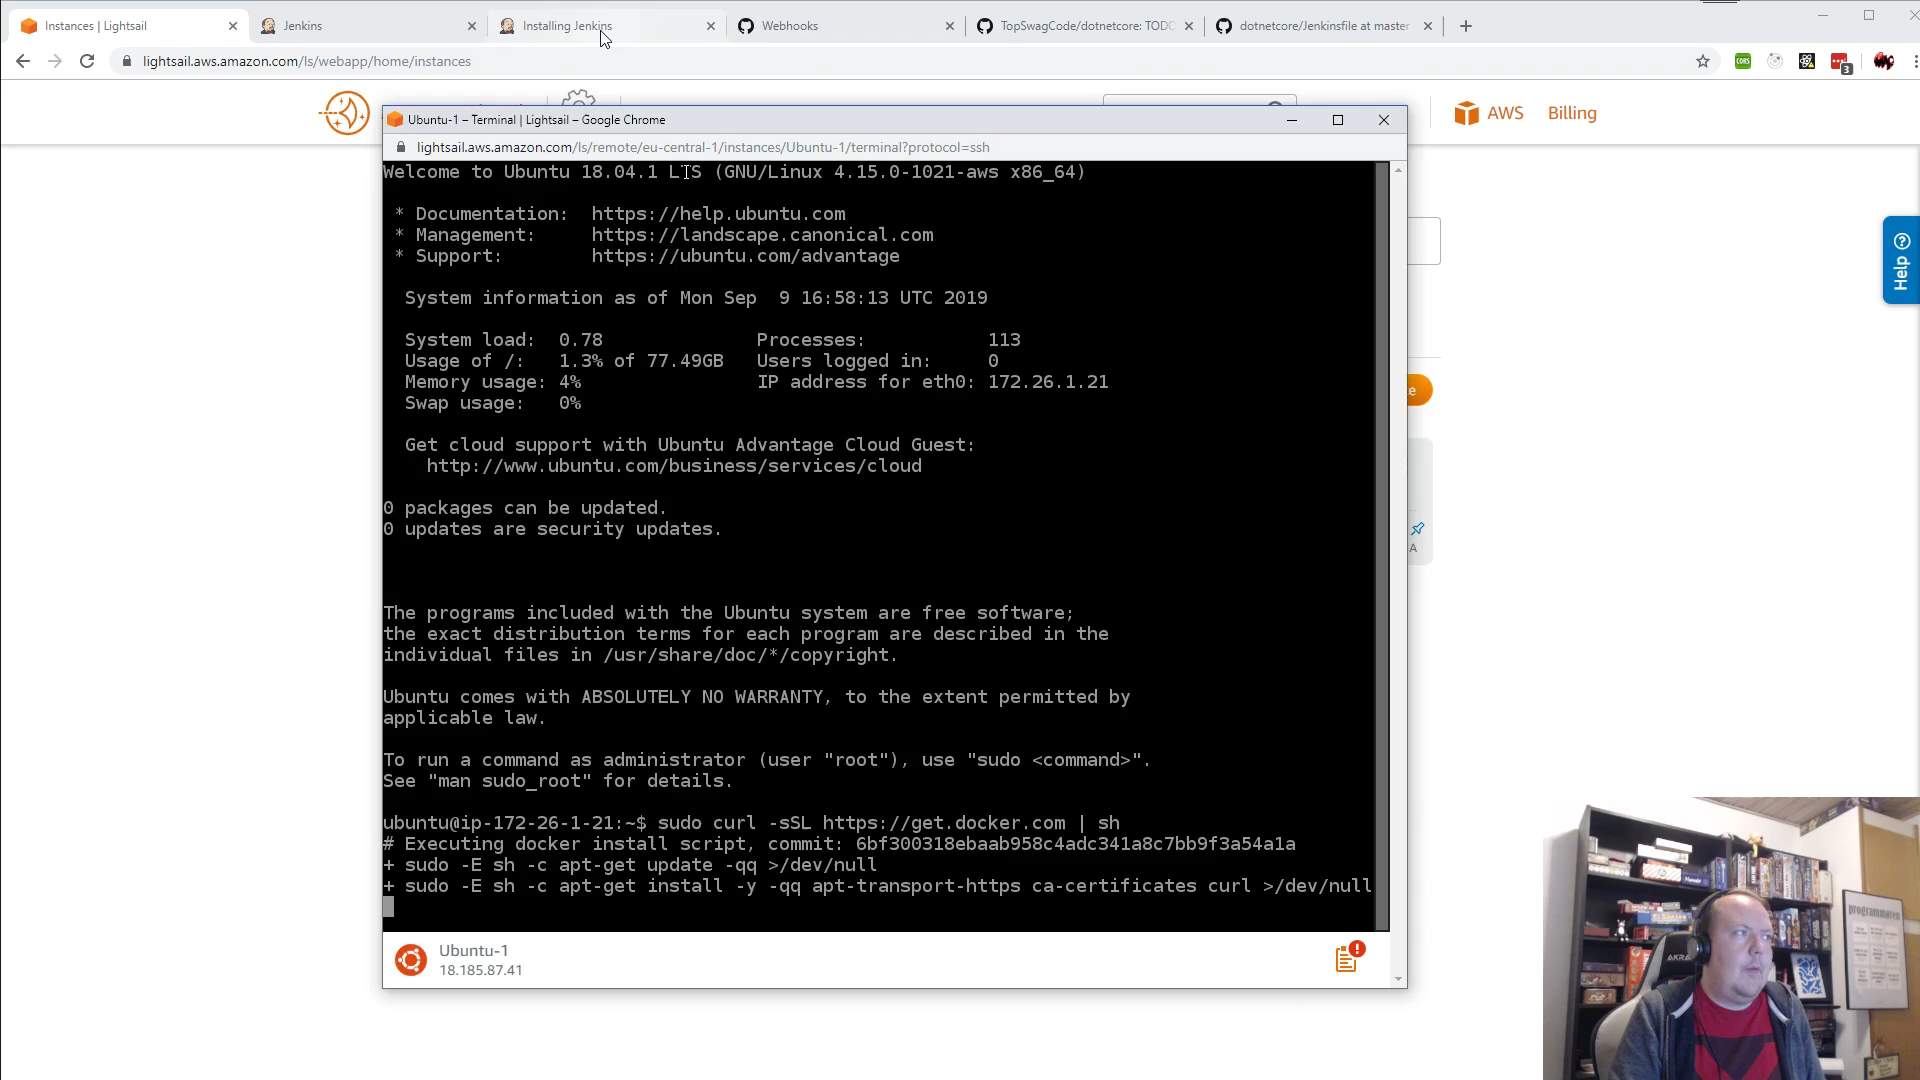 Instances | Lightsail
Jenkins
Installing Jenkins
Webhooks
TopSwagCode/dotnetcore: TODO
dotnetcore/Jenkinsfile at master
lightsail.aws.amazon.com/ls/webapp/home/instances
3
AWS
Billing
Ubuntu-1 – Terminal | Lightsail – Google Chrome
lightsail.aws.amazon.com/ls/remote/eu-central-1/instances/Ubuntu-1/terminal?protocol=ssh
Welcome to Ubuntu 18.04.1 LTS (GNU/Linux 4.15.0-1021-aws x86_64)
* Documentation: https://help.ubuntu.com
* Management: https://landscape.canonical.com
* Support: https://ubuntu.com/advantage
System information as of Mon Sep 9 16:58:13 UTC 2019
System load: 0.78 Processes: 113
Usage of /: 1.3% of 77.49GB Users logged in: 0
Memory usage: 4% IP address for eth0: 172.26.1.21
Swap usage: 0%
Get cloud support with Ubuntu Advantage Cloud Guest:
http://www.ubuntu.com/business/services/cloud
0 packages can be updated.
0 updates are security updates.
The programs included with the Ubuntu system are free software;
the exact distribution terms for each program are described in the
individual files in /usr/share/doc/*/copyright.
Ubuntu comes with ABSOLUTELY NO WARRANTY, to the extent permitted by
applicable law.
To run a command as administrator (user "root"), use "sudo <command>".
See "man sudo_root" for details.
ubuntu@ip-172-26-1-21:~$ sudo curl -sSL https://get.docker.com | sh
# Executing docker install script, commit: 6bf300318ebaab958c4adc341a8c7bb9f3a54a1a
+ sudo -E sh -c apt-get update -qq >/dev/null
+ sudo -E sh -c apt-get install -y -qq apt-transport-https ca-certificates curl >/dev/null
Ubuntu-1
18.185.87.41
Help
e
A
programmøren
AKRA